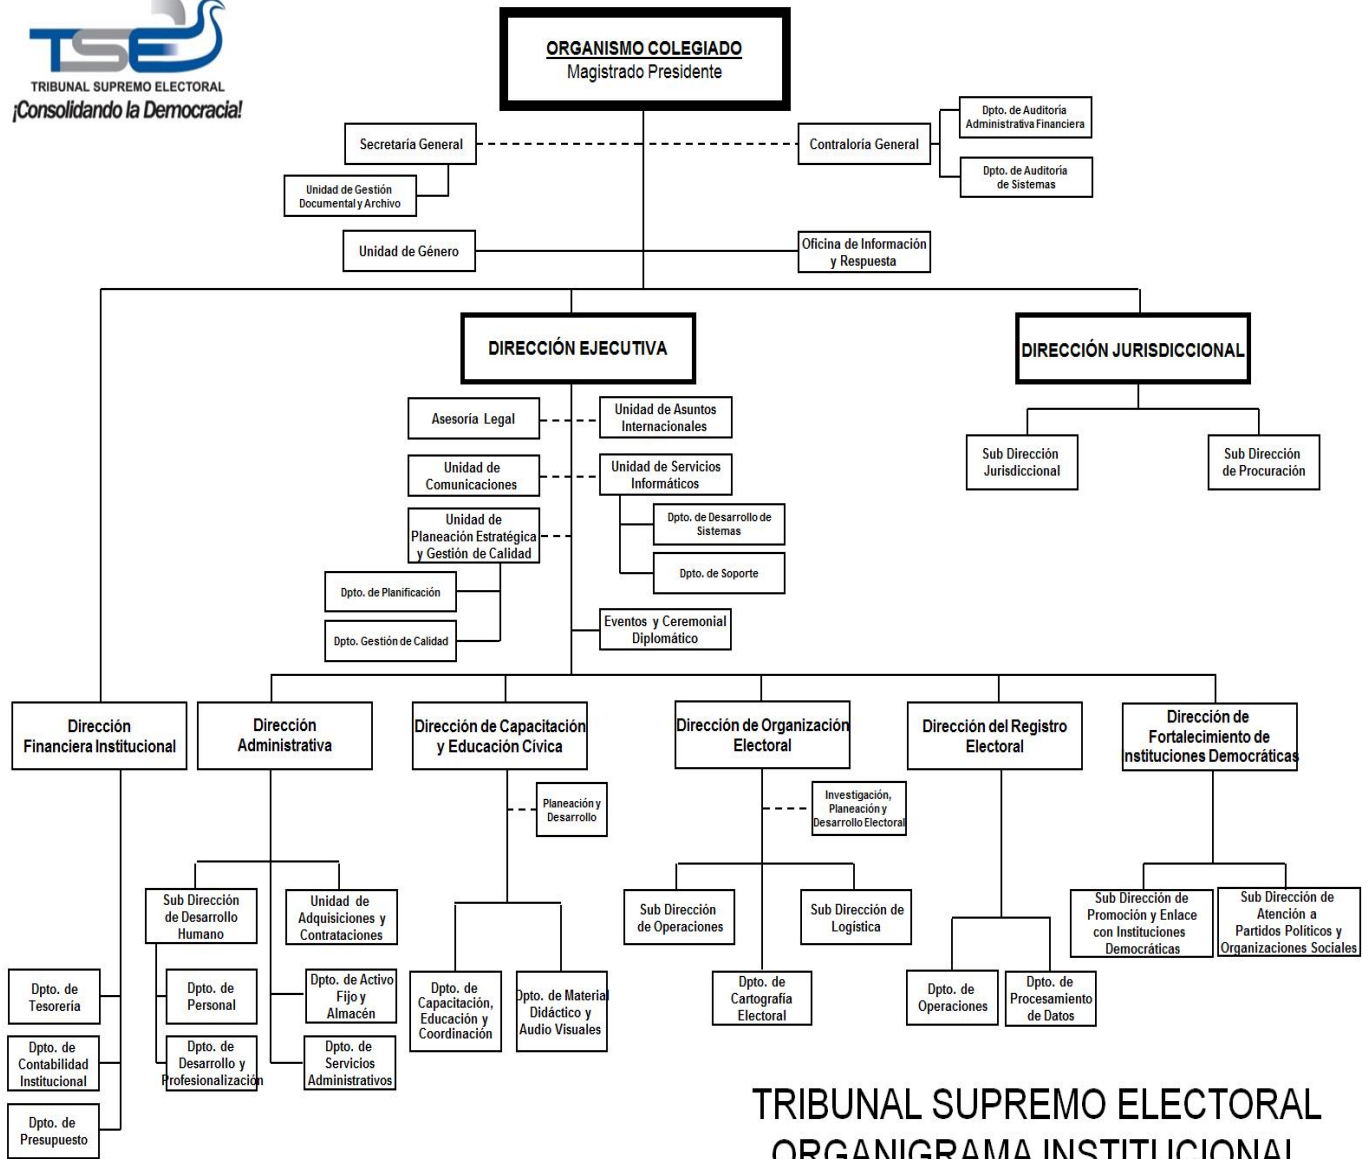 TSE
TRIBUNAL SUPREMO ELECTORAL
¡Consolidando la Democracia!
ORGANISMO COLEGIADO
Magistrado Presidente
Secretaría General
Contraloría General
Dpto. de Auditoría
Administrativa Financiera
Dpto. de Auditoría
de Sistemas
Unidad de Gestión
Documental y Archivo
Unidad de Género
Oficina de Información
y Respuesta
DIRECCIÓN EJECUTIVA
DIRECCIÓN JURISDICCIONAL
Asesoría Legal
Unidad de Asuntos
Internacionales
Unidad de
Comunicaciones
Unidad de Servicios
Informáticos
Unidad de
Planeación Estratégica
y Gestión de Calidad
Dpto. de Desarrollo de
Sistemas
Dpto. de Soporte
Dpto. de Planificación
Dpto. Gestión de Calidad
Eventos y Ceremonial
Diplomático
Sub Dirección
Jurisdiccional
Sub Dirección
de Procuración
Dirección
Financiera Institucional
Dirección
Administrativa
Dirección de Capacitación
y Educación Cívica
Dirección de Organización
Electoral
Dirección del Registro
Electoral
Dirección de
Fortalecimiento de
Instituciones Democráticas
Planeación y
Desarrollo
Investigación,
Planeación y
Desarrollo Electoral
Sub Dirección
de Desarrollo
Humano
Unidad de
Adquisiciones y
Contrataciones
Sub Dirección
de Operaciones
Sub Dirección de
Logística
Sub Dirección de
Promoción y Enlace
con Instituciones
Democráticas
Sub Dirección de
Atención a
Partidos Políticos y
Organizaciones Sociales
Dpto. de
Tesorería
Dpto. de
Personal
Dpto. de Activo
Fijo y
Almacén
Dpto. de
Capacitación,
Educación y
Coordinación
Dpto. de Material
Didáctico y
Audio Visuales
Dpto. de
Cartografía
Electoral
Dpto. de
Operaciones
Dpto. de
Procesamiento
de Datos
Dpto. de
Contabilidad
Institucional
Dpto. de
Desarrollo y
Profesionalización
Dpto. de
Servicios
Administrativos
Dpto. de
Presupuesto
TRIBUNAL SUPREMO ELECTORAL
ORGANIGRAMA INSTITUCIONAL